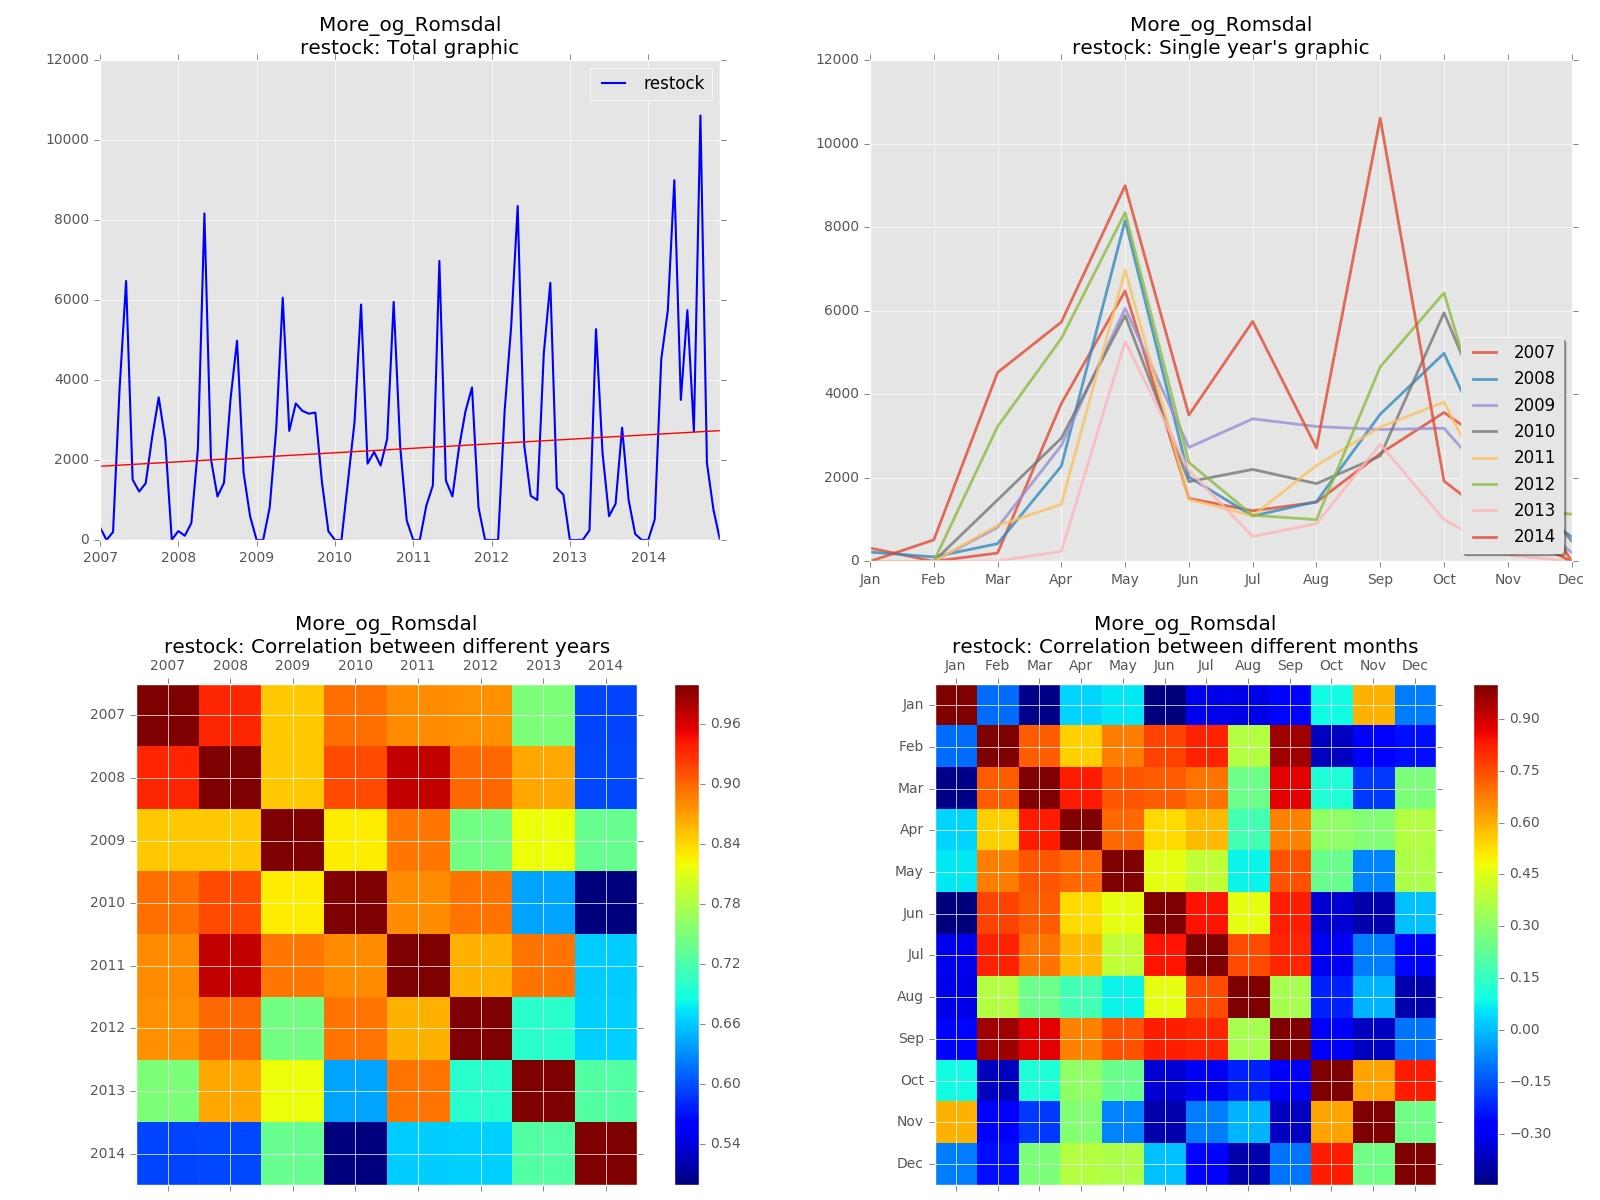 More_og_Romsdal
restock: Total graphic
12000
10000
8000
6000
4000
2000
0
2007 2008 2009 2010 2011 2012 2013 2014
restock
More_og_Romsdal
restock: Single year's graphic
12000
10000
8000
6000
4000
2000
0
Jan Feb Mar Apr May Jun Jul Aug Sep Oct Nov Dec
2007
2008
2009
2010
2011
2012
2013
2014
More_og_Romsdal
restock: Correlation between different years
2007 2008 2009 2010 2011 2012 2013 2014
2007
2008
2009
2010
2011
2012
2013
2014
0.96
0.90
0.84
0.78
0.72
0.66
0.60
0.54
More_og_Romsdal
restock: Correlation between different months
Jan Feb Mar Apr May Jun Jul Aug Sep Oct Nov Dec
Jan
Feb
Mar
Apr
May
Jun
Jul
Aug
Sep
Oct
Nov
Dec
0.90
0.75
0.60
0.45
0.30
0.15
0.00
−0.15
−0.30